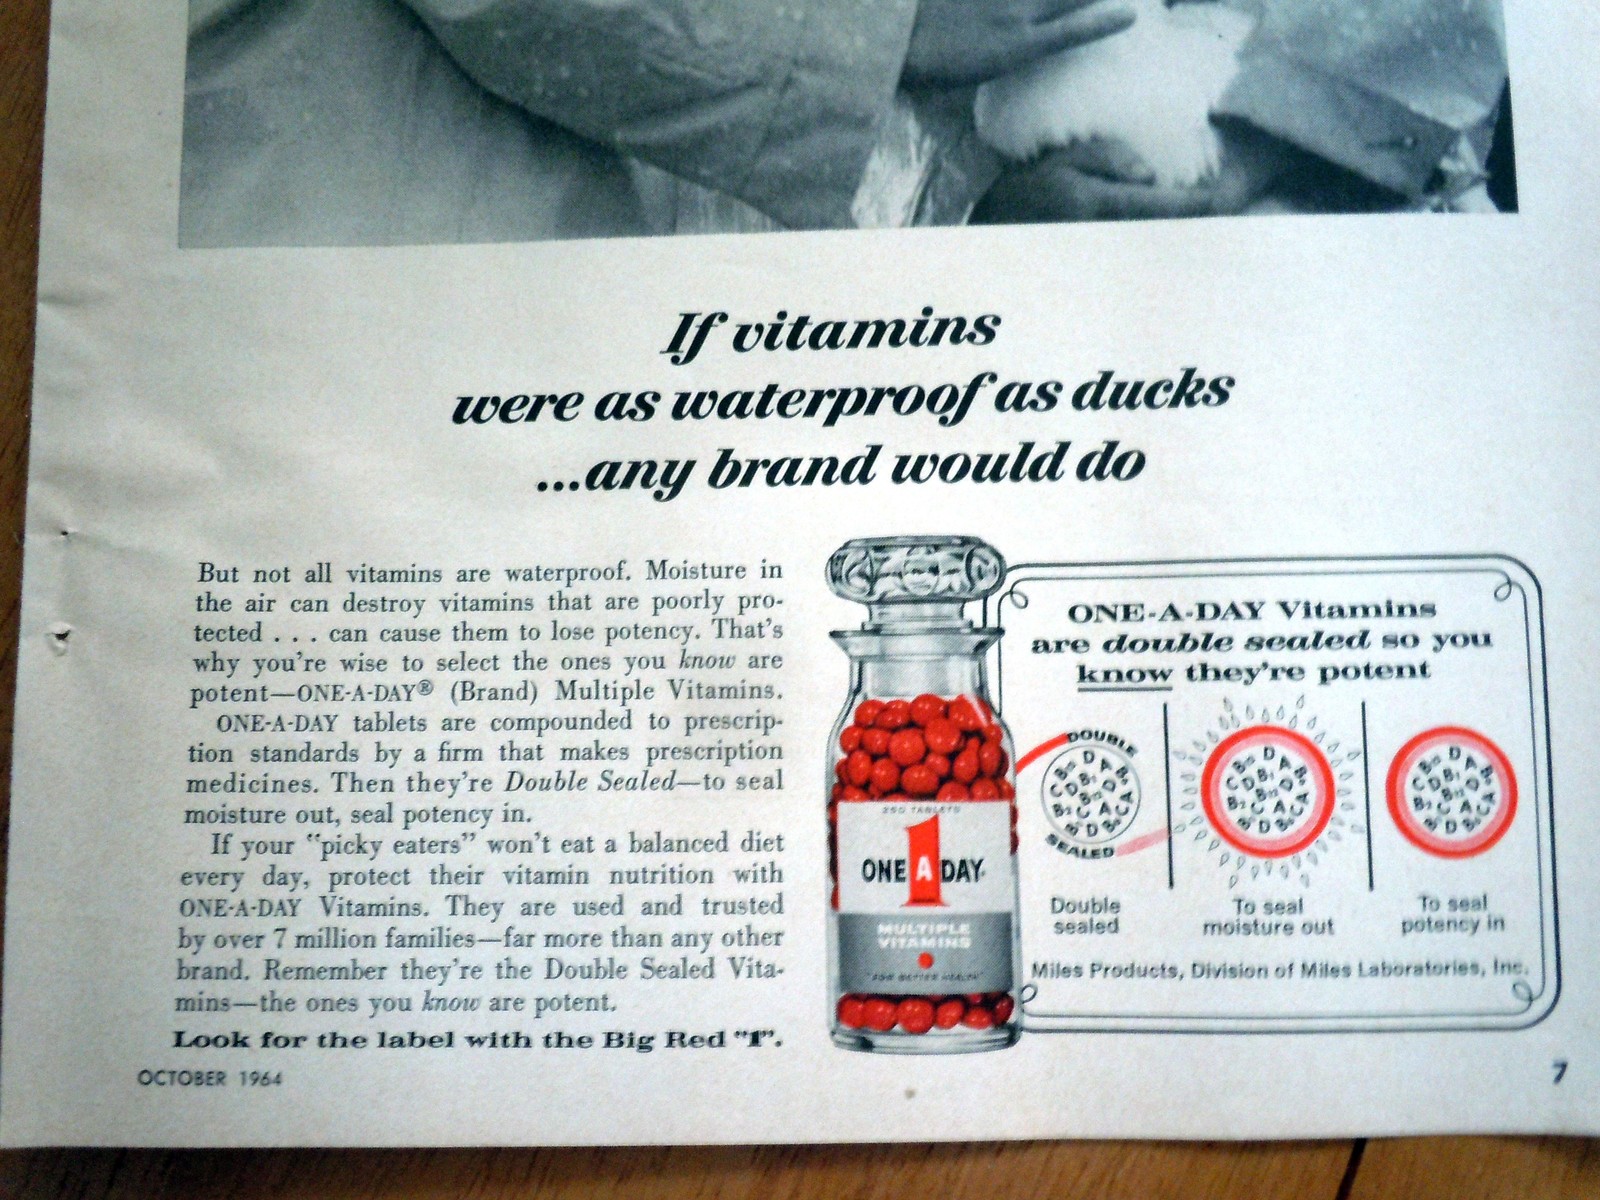 If vitamins
were as waterproof as ducks
...any brand would do
But not all vitamins are waterproof. Moisture in
the air can destroy vitamins that are poorly pro-
tected . . . can cause them to lose potency. That's
why you're wise to select the ones you know are
potent—ONE-A-DAY® (Brand) Multiple Vitamins.
ONE-A-DAY tablets are compounded to prescrip-
tion standards by a firm that makes prescription
medicines. Then they're Double Sealed—to seal
moisture out, seal potency in.
If your "picky eaters" won't eat a balanced diet
every day, protect their vitamin nutrition with
ONE-A-DAY Vitamins. They are used and trusted
by over 7 million families—far more than any other
brand. Remember they're the Double Sealed Vita-
mins—the ones you know are potent.
Look for the label with the Big Red "1".
250 TABLETS
1
ONE A DAY
MULTIPLE
VITAMINS
"FOR BETTER HEALTH"
ONE-A-DAY Vitamins
are double sealed so you
know they're potent
DOUBLE
SEALED
Double
sealed
To seal
moisture out
To seal
potency in
Miles Products, Division of Miles Laboratories, Inc.
OCTOBER 1964
7